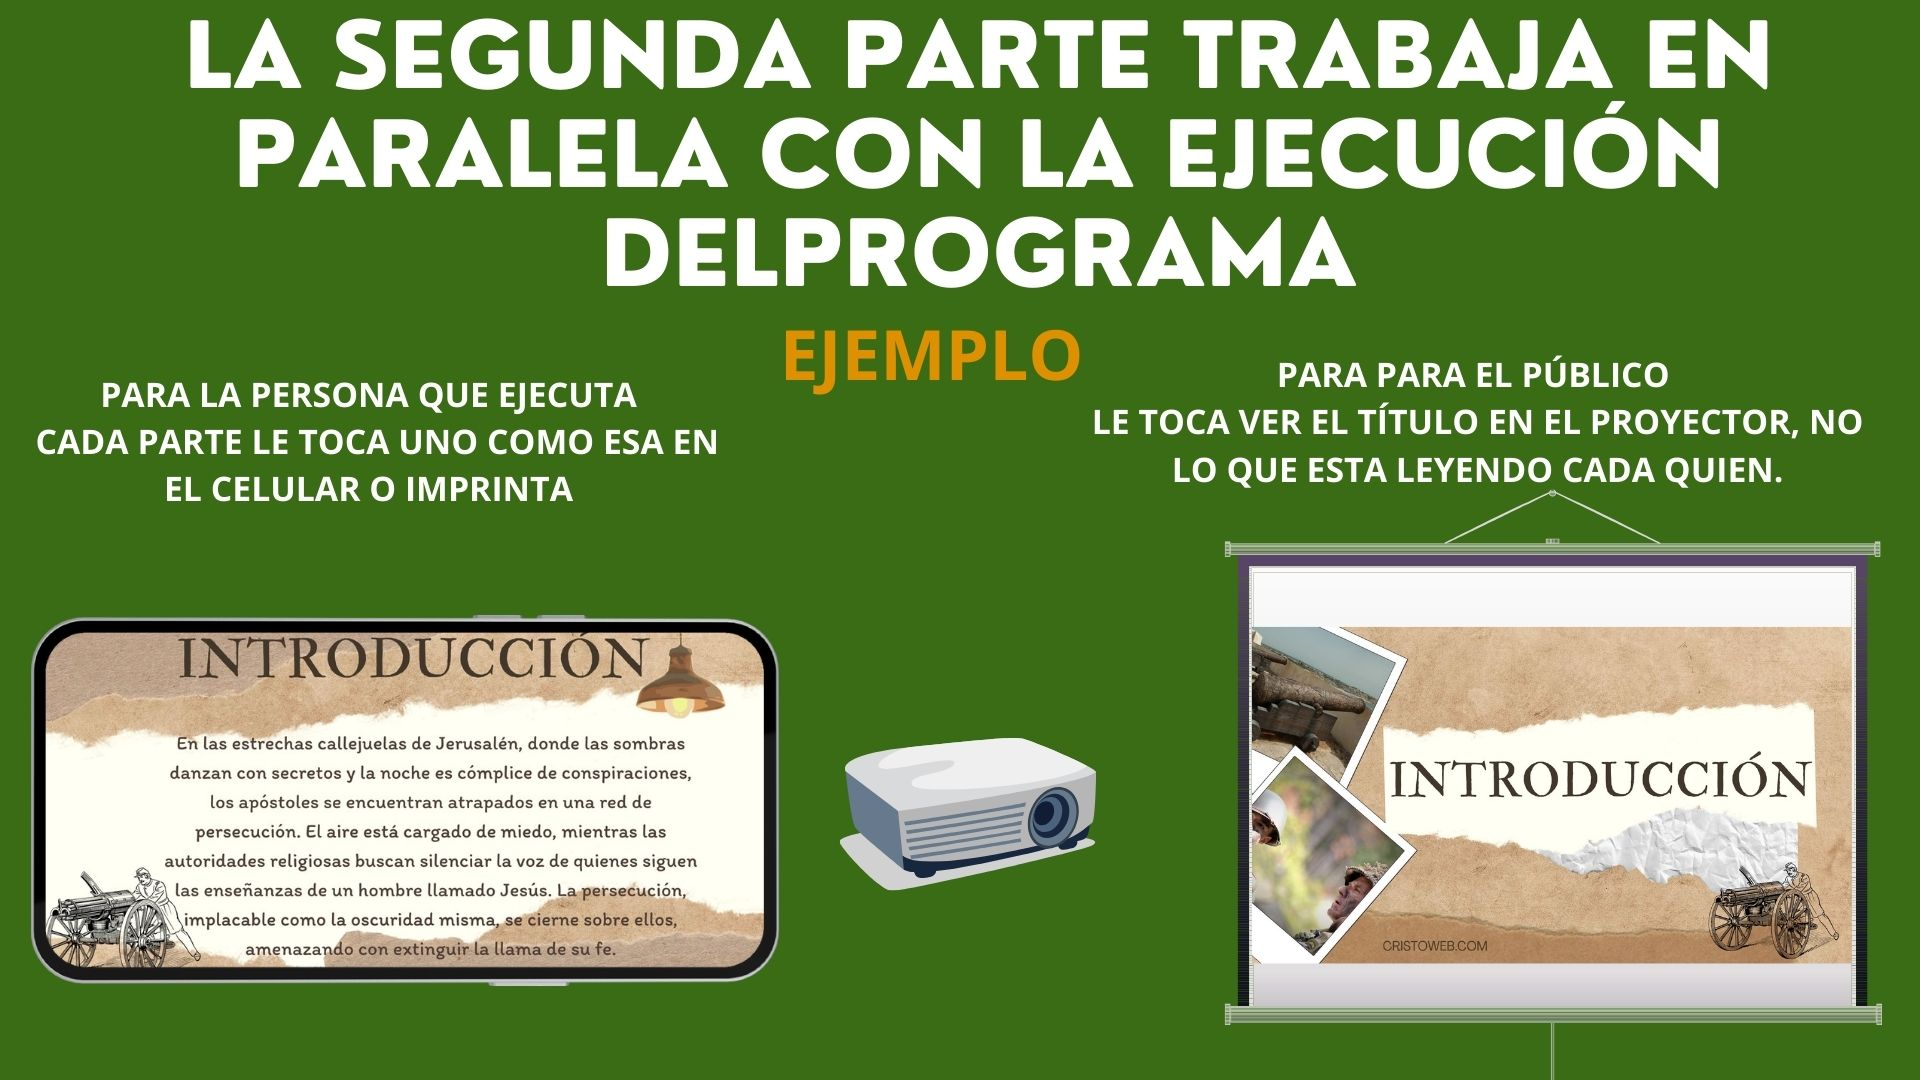 LA SEGUNDA PARTE TRABAJA EN
PARALELA CON LA EJECUCIÓN
DELPROGRAMA
EJEMPLO
PARA LA PERSONA QUE EJECUTA
CADA PARTE LE TOCA UNO COMO ESA EN
EL CELULAR O IMPRINTA
PARA PARA EL PÚBLICO
LE TOCA VER EL TÍTULO EN EL PROYECTOR, NO
LO QUE ESTA LEYENDO CADA QUIEN.
INTRODUCCIÓN
En las estrechas callejuelas de Jerusalén, donde las sombras
danzan con secretos y la noche es cómplice de conspiraciones,
los apóstoles se encuentran atrapados en una red de
persecución. El aire está cargado de miedo, mientras las
autoridades religiosas buscan silenciar la voz de quienes siguen
las enseñanzas de un hombre llamado Jesús. La persecución,
implacable como la oscuridad misma, se cierne sobre ellos,
amenazando con extinguir la llama de su fe.
INTRODUCCIÓN
CRISTOWEB.COM